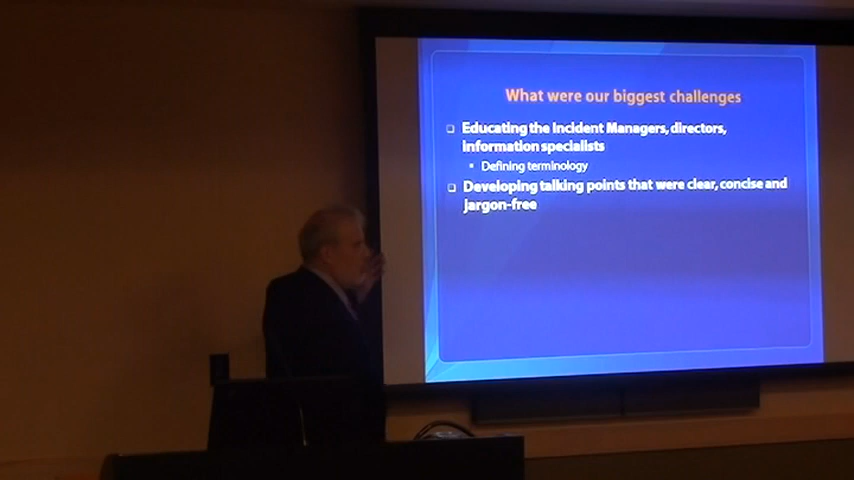 What were our biggest challenges
Educating the Incident Managers, directors,
information specialists
Defining terminology
Developing talking points that were clear, concise and
jargon-free